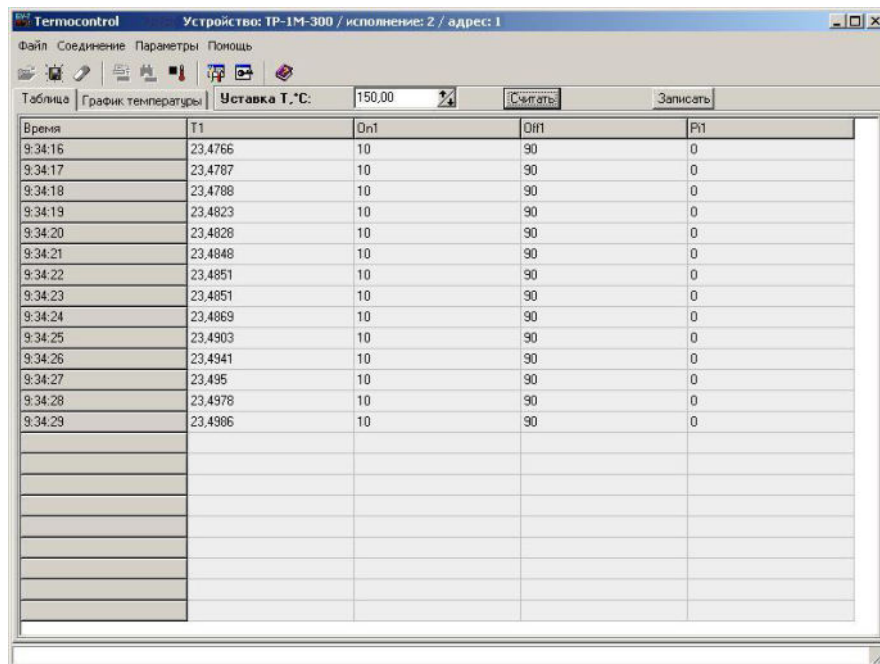 Termocontrol Устройство: ТР-1М-300 / исполнение: 2 / адрес: 1
Файл Соединение Параметры Помощь
Таблица График температуры Уставка Т,°С: 150,00 Считать Записать
Время T1 On1 Off1 Pi1
9:34:16 23,4766 10 90 0
9:34:17 23,4787 10 90 0
9:34:18 23,4788 10 90 0
9:34:19 23,4823 10 90 0
9:34:20 23,4828 10 90 0
9:34:21 23,4848 10 90 0
9:34:22 23,4851 10 90 0
9:34:23 23,4851 10 90 0
9:34:24 23,4869 10 90 0
9:34:25 23,4903 10 90 0
9:34:26 23,4941 10 90 0
9:34:27 23,495 10 90 0
9:34:28 23,4978 10 90 0
9:34:29 23,4986 10 90 0